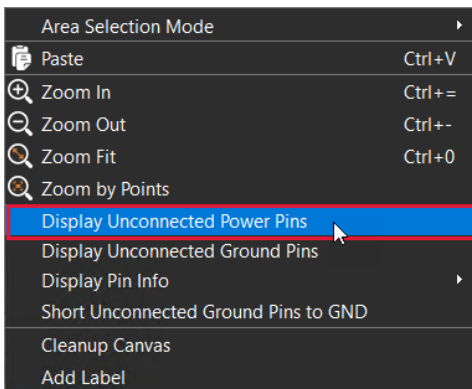 Area Selection Mode
Paste Ctrl+V
Zoom In Ctrl+=
Zoom Out Ctrl+-
Zoom Fit Ctrl+0
Zoom by Points
Display Unconnected Power Pins
Display Unconnected Ground Pins
Display Pin Info
Short Unconnected Ground Pins to GND
Cleanup Canvas
Add Label